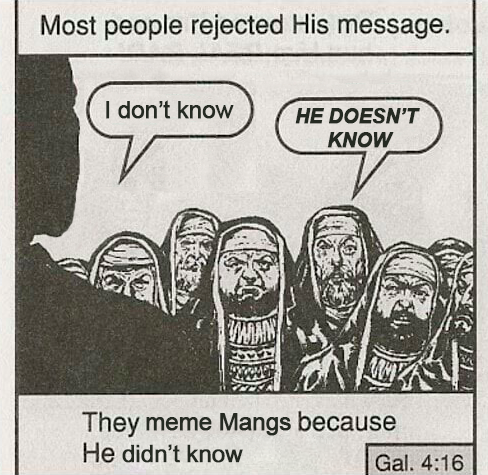 Most people rejected His message.
I don't know
HE DOESN'T
KNOW
They meme Mangs because
He didn't know
Gal. 4:16